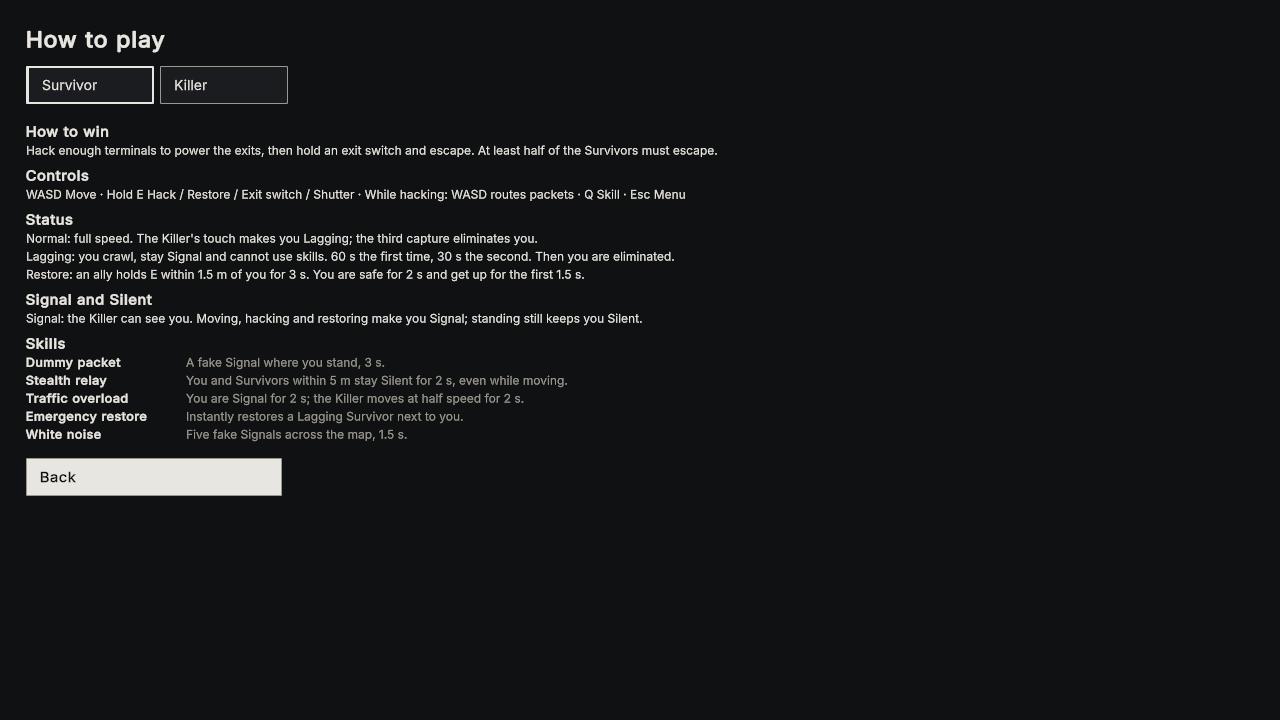 How to play
Survivor
Killer
How to win
Hack enough terminals to power the exits, then hold an exit switch and escape. At least half of the Survivors must escape.
Controls
WASD Move · Hold E Hack / Restore / Exit switch / Shutter · While hacking: WASD routes packets · Q Skill · Esc Menu
Status
Normal: full speed. The Killer's touch makes you Lagging; the third capture eliminates you.
Lagging: you crawl, stay Signal and cannot use skills. 60 s the first time, 30 s the second. Then you are eliminated.
Restore: an ally holds E within 1.5 m of you for 3 s. You are safe for 2 s and get up for the first 1.5 s.
Signal and Silent
Signal: the Killer can see you. Moving, hacking and restoring make you Signal; standing still keeps you Silent.
Skills
Dummy packet A fake Signal where you stand, 3 s.
Stealth relay You and Survivors within 5 m stay Silent for 2 s, even while moving.
Traffic overload You are Signal for 2 s; the Killer moves at half speed for 2 s.
Emergency restore Instantly restores a Lagging Survivor next to you.
White noise Five fake Signals across the map, 1.5 s.
Back